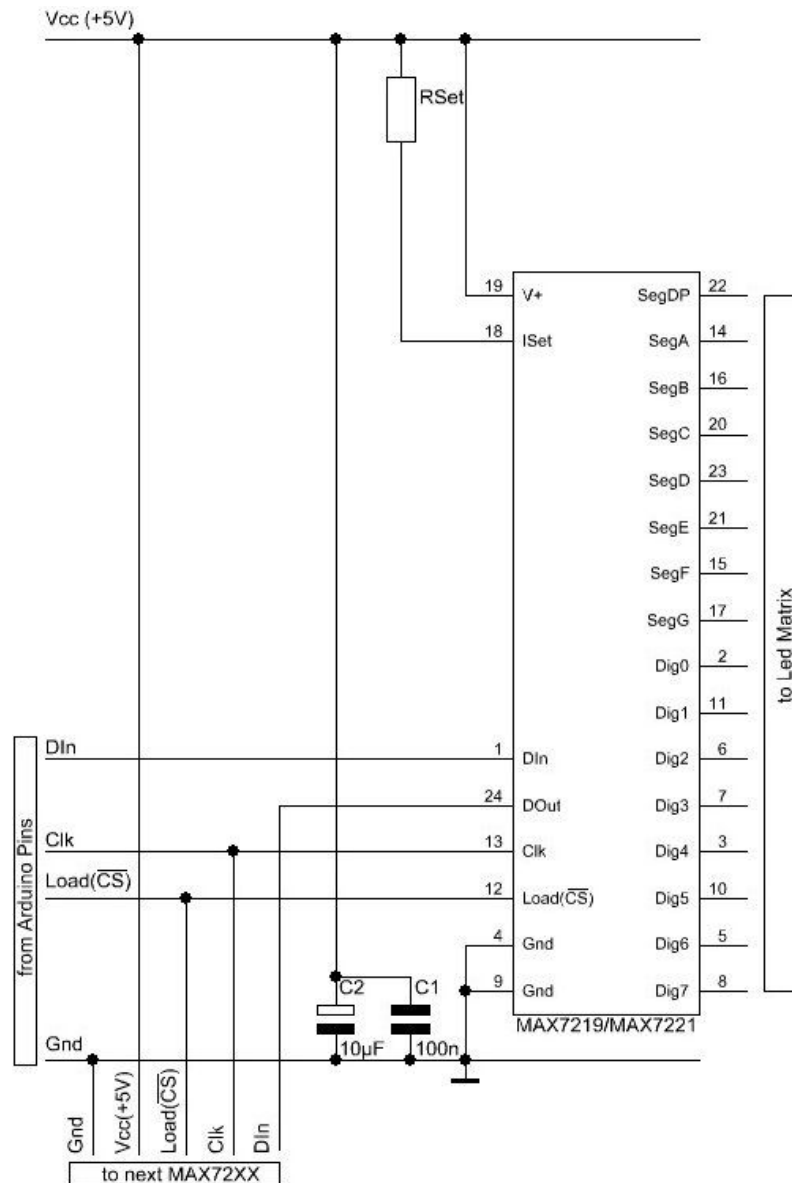 Vcc (+5V)
RSet
19 V+ SegDP 22
18 ISet SegA 14
SegB 16
SegC 20
SegD 23
SegE 21
SegF 15
SegG 17
Dig0 2
Dig1 11
DIn 1 DIn Dig2 6
24 DOut Dig3 7
Clk 13 Clk Dig4 3
Load(C̅S̅) 12 Load(C̅S̅) Dig5 10
4 Gnd Dig6 5
9 Gnd Dig7 8
C2 C1
MAX7219/MAX7221
10µF 100n
Gnd
from Arduino Pins
to Led Matrix
Gnd
Vcc(+5V)
Load(C̅S̅)
Clk
DIn
to next MAX72XX